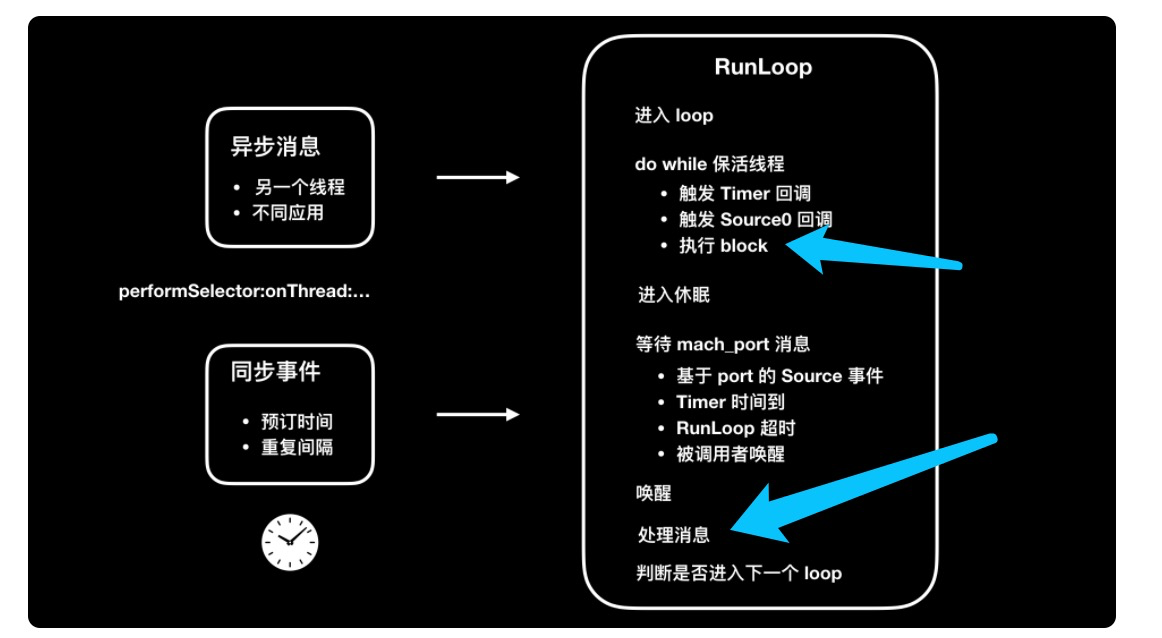 异步消息
• 另一个线程
• 不同应用
performSelector:onThread:...
同步事件
• 预订时间
• 重复间隔
RunLoop
进入 loop
do while 保活线程
• 触发 Timer 回调
• 触发 Source0 回调
• 执行 block
进入休眠
等待 mach_port 消息
• 基于 port 的 Source 事件
• Timer 时间到
• RunLoop 超时
• 被调用者唤醒
唤醒
处理消息
判断是否进入下一个 loop